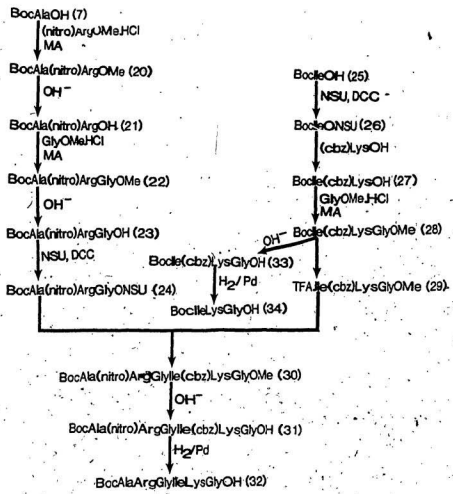 BocAlaOH (7)
(nitro)ArgOMe.HCl
MA
BocAla(nitro)ArgOMe (20)
OH⁻
BocAla(nitro)ArgOH (21)
GlyOMe.HCl
MA
BocAla(nitro)ArgGlyOMe (22)
OH⁻
BocAla(nitro)ArgGlyOH (23)
NSU, DCC
BocAla(nitro)ArgGlyONSU (24)
BocIleOH (25)
NSU, DCC
BocIleONSU (26)
(cbz)LysOH
BocIle(cbz)LysOH (27)
GlyOMe.HCl
MA
BocIle(cbz)LysGlyOMe (28)
OH⁻
BocIle(cbz)LysGlyOH (33)
H₂/Pd
BocIleLysGlyOH (34)
TFA.Ile(cbz)LysGlyOMe (29)
BocAla(nitro)ArgGlyIle(cbz)LysGlyOMe (30)
OH⁻
BocAla(nitro)ArgGlyIle(cbz)LysGlyOH (31)
H₂/Pd
BocAlaArgGlyIleLysGlyOH (32)